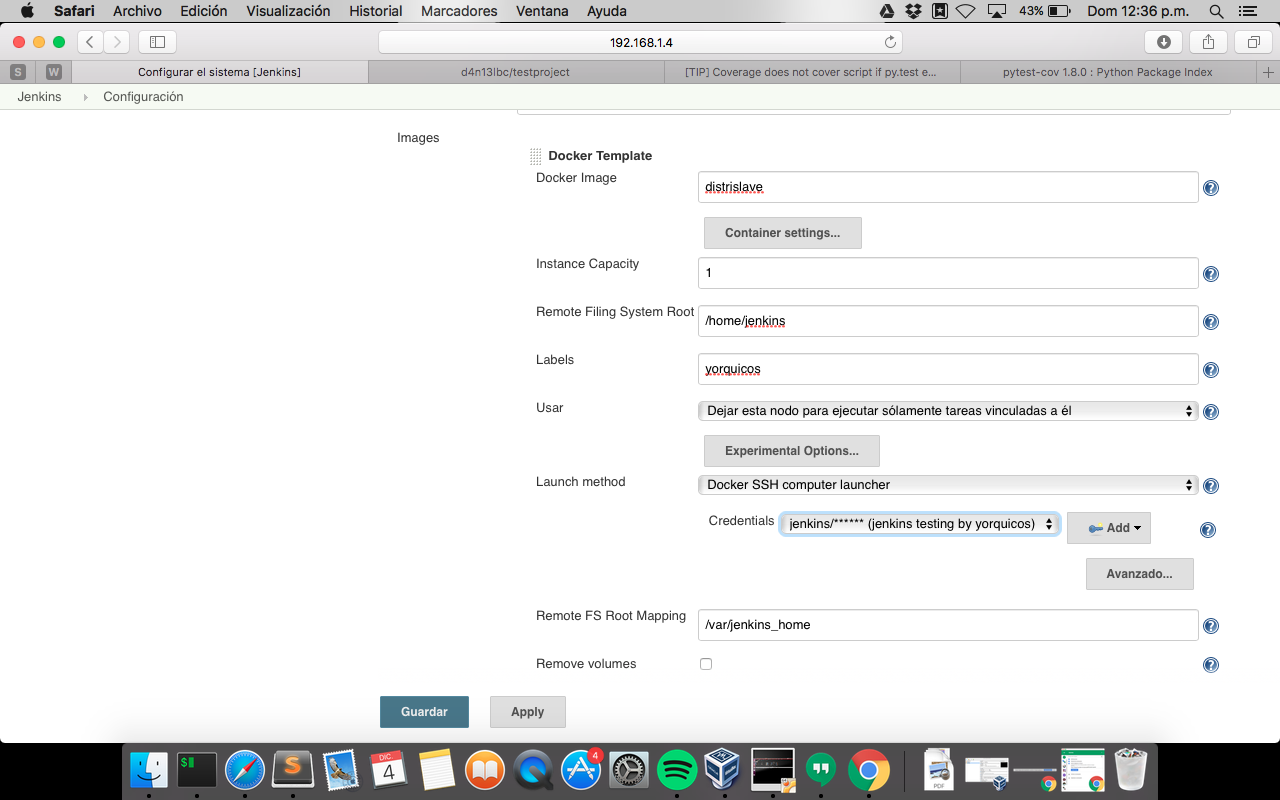 Safari Archivo Edición Visualización Historial Marcadores Ventana Ayuda 43% Dom 12:36 p.m.
192.168.1.4
S W Configurar el sistema [Jenkins] d4n13lbc/testproject [TIP] Coverage does not cover script if py.test e... pytest-cov 1.8.0 : Python Package Index
Jenkins Configuración
Images
Docker Template
Docker Image distrislave
Container settings...
Instance Capacity 1
Remote Filing System Root /home/jenkins
Labels yorquicos
Usar Dejar esta nodo para ejecutar sólamente tareas vinculadas a él
Experimental Options...
Launch method Docker SSH computer launcher
Credentials jenkins/****** (jenkins testing by yorquicos) Add
Avanzado...
Remote FS Root Mapping /var/jenkins_home
Remove volumes
Guardar Apply
$ S DIC. 4 4 PDF